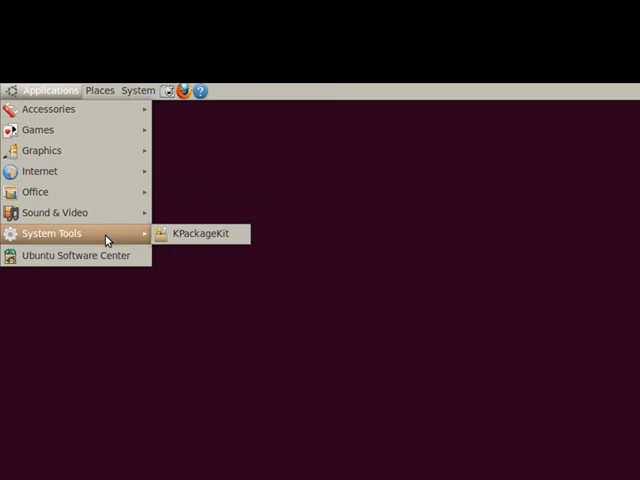 Applications Places System
Accessories
Games
Graphics
Internet
Office
Sound & Video
System Tools
KPackageKit
Ubuntu Software Center